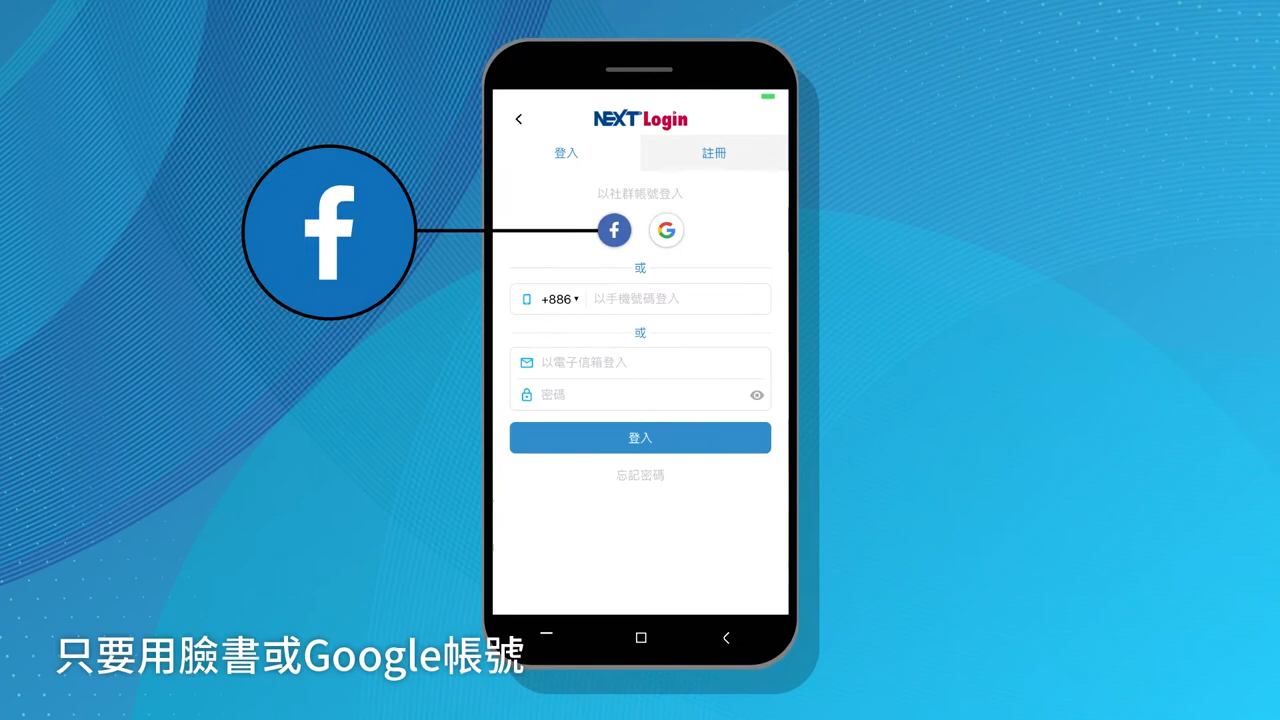 NEXT Login
登入
註冊
以社群帳號登入
f
f
G
或
+886 以手機號碼登入
或
以電子信箱登入
密碼
登入
忘記密碼
只要用臉書或Google帳號